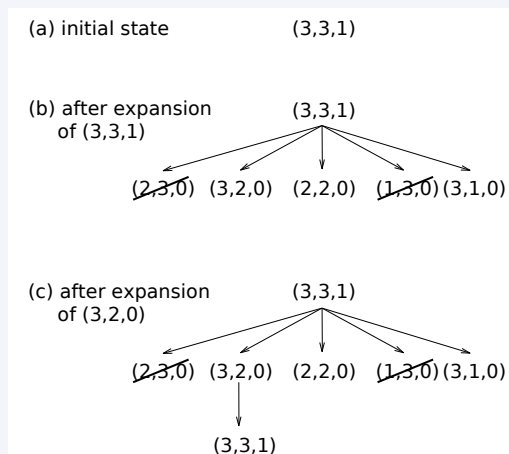 (a) initial state (3,3,1)
(b) after expansion (3,3,1)
of (3,3,1)
(2,3,0) (3,2,0) (2,2,0) (1,3,0) (3,1,0)
(c) after expansion (3,3,1)
of (3,2,0)
(2,3,0) (3,2,0) (2,2,0) (1,3,0) (3,1,0)
(3,3,1)